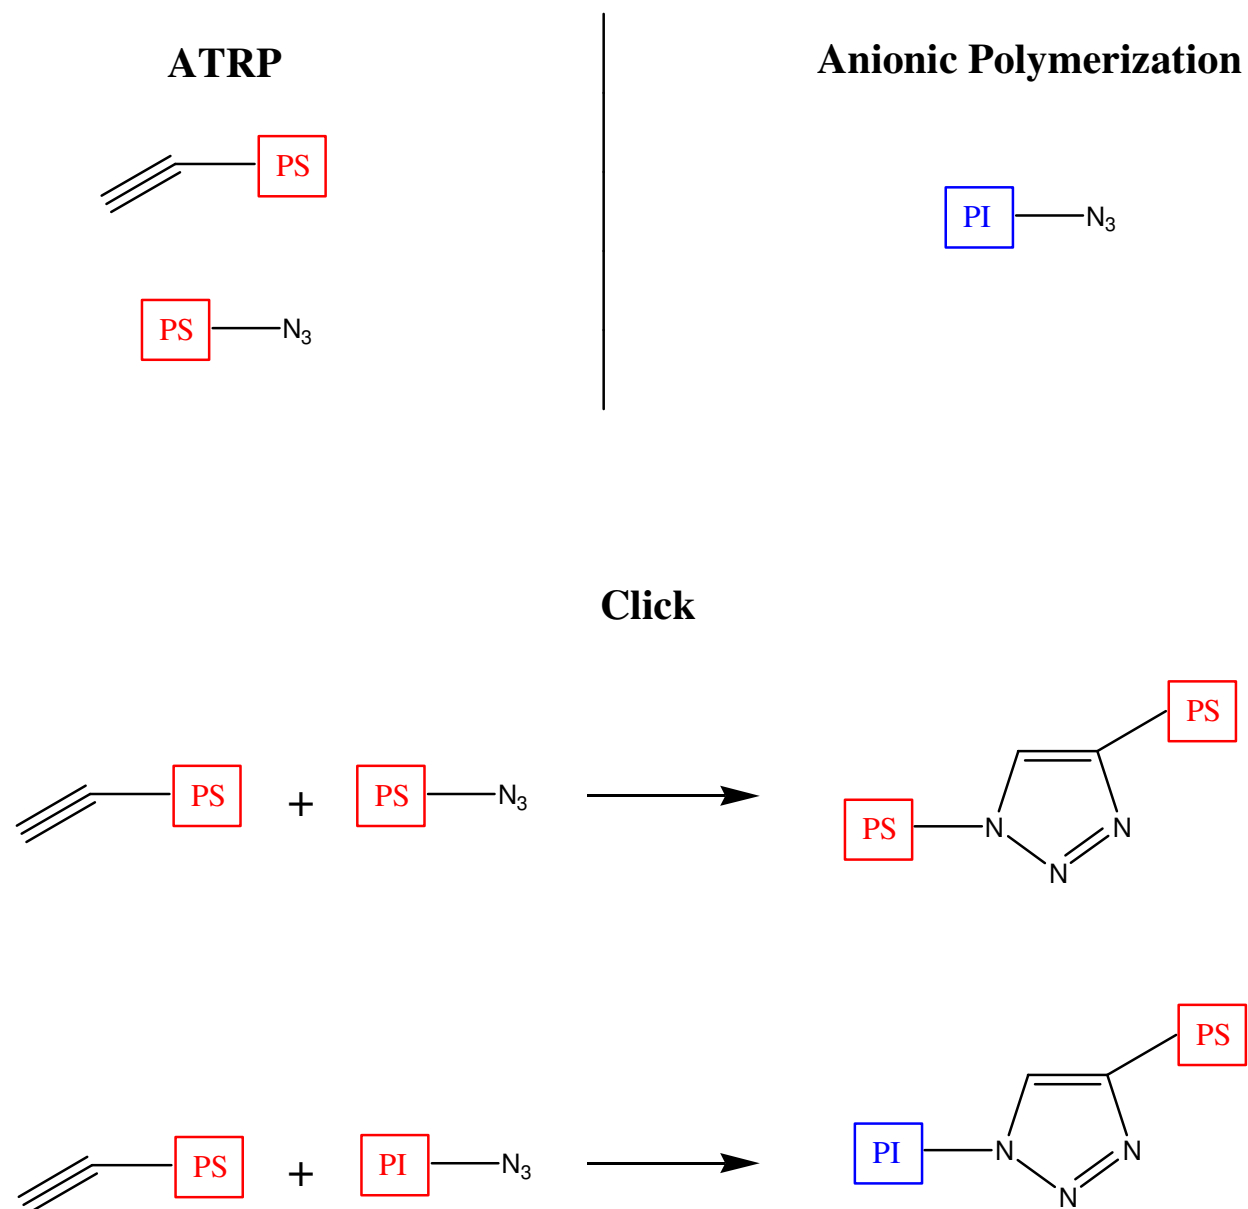 ATRP
Anionic Polymerization
PS
PI N3
PS N3
Click
PS
PS + PS N3
PS N N
N
PS
PS + PI N3
PI N N
N